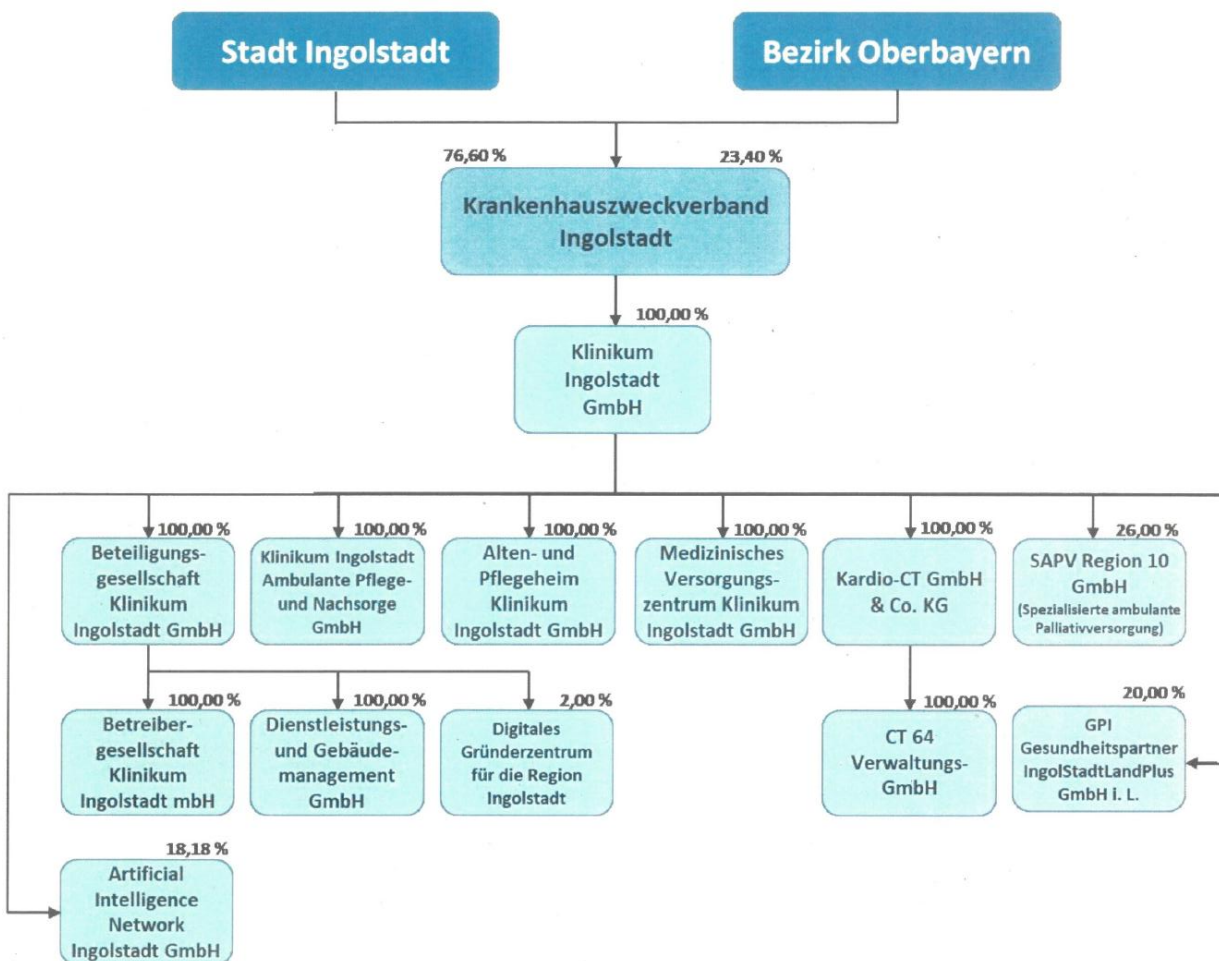 Stadt Ingolstadt
Bezirk Oberbayern
76,60 %
23,40 %
Krankenhauszweckverband
Ingolstadt
100,00 %
Klinikum
Ingolstadt
GmbH
100,00 %
Beteiligungs-
gesellschaft
Klinikum
Ingolstadt GmbH
100,00 %
Klinikum Ingolstadt
Ambulante Pflege-
und Nachsorge
GmbH
100,00 %
Alten- und
Pflegeheim
Klinikum
Ingolstadt GmbH
100,00 %
Medizinisches
Versorgungs-
zentrum Klinikum
Ingolstadt GmbH
100,00 %
Kardio-CT GmbH
& Co. KG
26,00 %
SAPV Region 10
GmbH
(Spezialisierte ambulante
Palliativversorgung)
100,00 %
Betreiber-
gesellschaft
Klinikum
Ingolstadt mbH
100,00 %
Dienstleistungs-
und Gebäude-
management
GmbH
2,00 %
Digitales
Gründerzentrum
für die Region
Ingolstadt
100,00 %
CT 64
Verwaltungs-
GmbH
20,00 %
GPI
Gesundheitspartner
IngolStadtLandPlus
GmbH i. L.
18,18 %
Artificial
Intelligence
Network
Ingolstadt GmbH